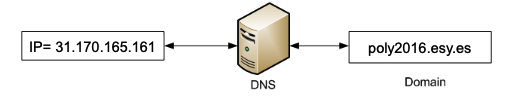 IP= 31.170.165.161
poly2016.esy.es
DNS
Domain